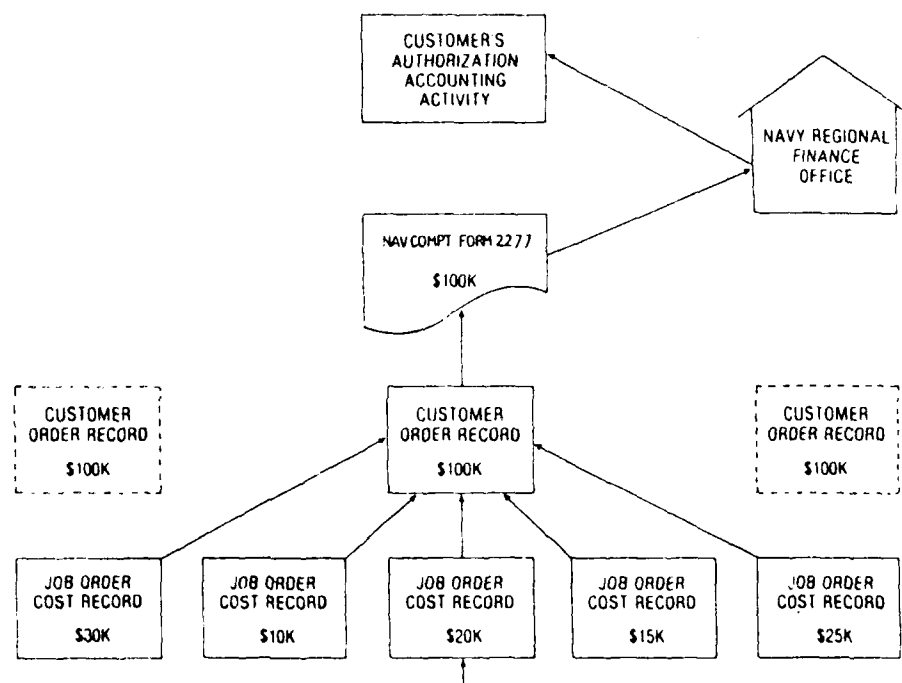 CUSTOMER'S
AUTHORIZATION
ACCOUNTING
ACTIVITY
NAVY REGIONAL
FINANCE
OFFICE
NAVCOMPT FORM 2277
$100K
CUSTOMER
ORDER RECORD
$100K
CUSTOMER
ORDER RECORD
$100K
CUSTOMER
ORDER RECORD
$100K
JOB ORDER
COST RECORD
$30K
JOB ORDER
COST RECORD
$10K
JOB ORDER
COST RECORD
$20K
JOB ORDER
COST RECORD
$15K
JOB ORDER
COST RECORD
$25K